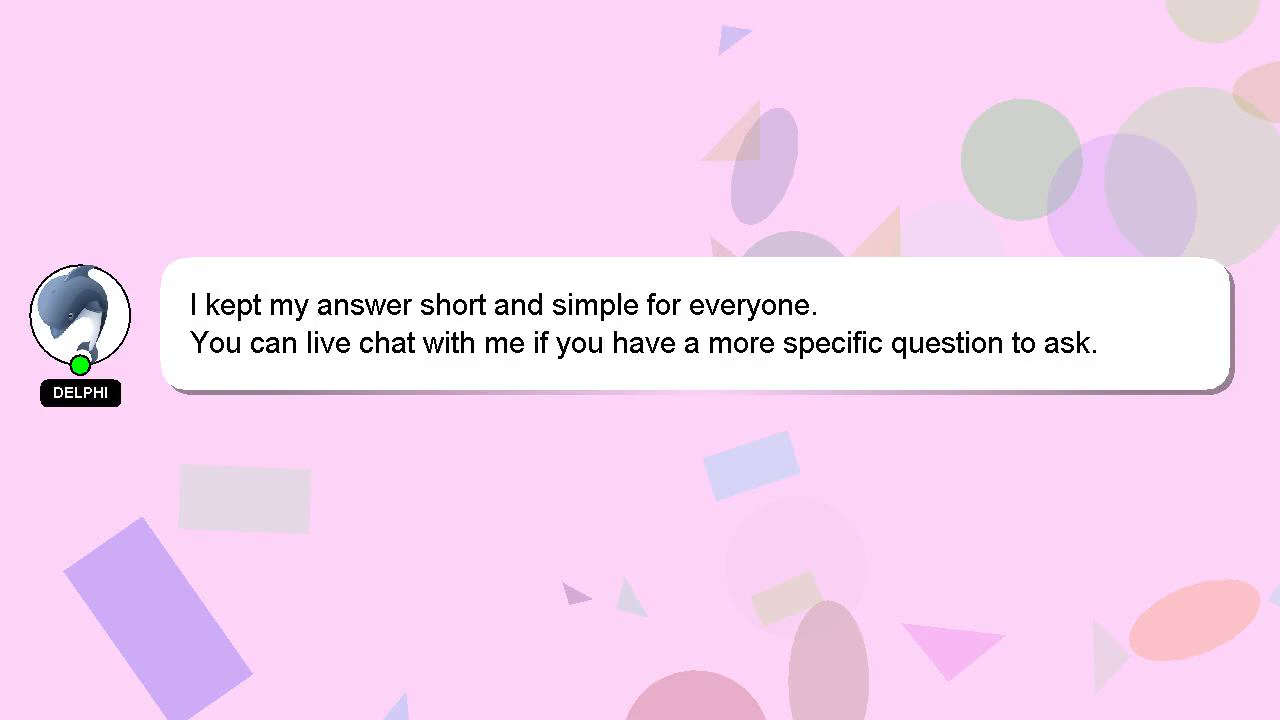 I kept my answer short and simple for everyone.
You can live chat with me if you have a more specific question to ask.
DELPHI